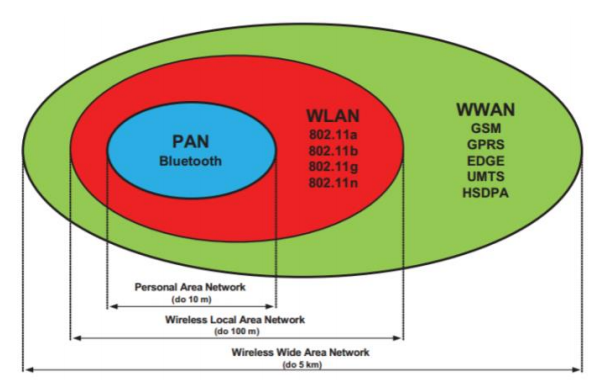 PAN
Bluetooth
WLAN
802.11a
802.11b
802.11g
802.11n
WWAN
GSM
GPRS
EDGE
UMTS
HSDPA
Personal Area Network
(do 10 m)
Wireless Local Area Network
(do 100 m)
Wireless Wide Area Network
(do 5 km)